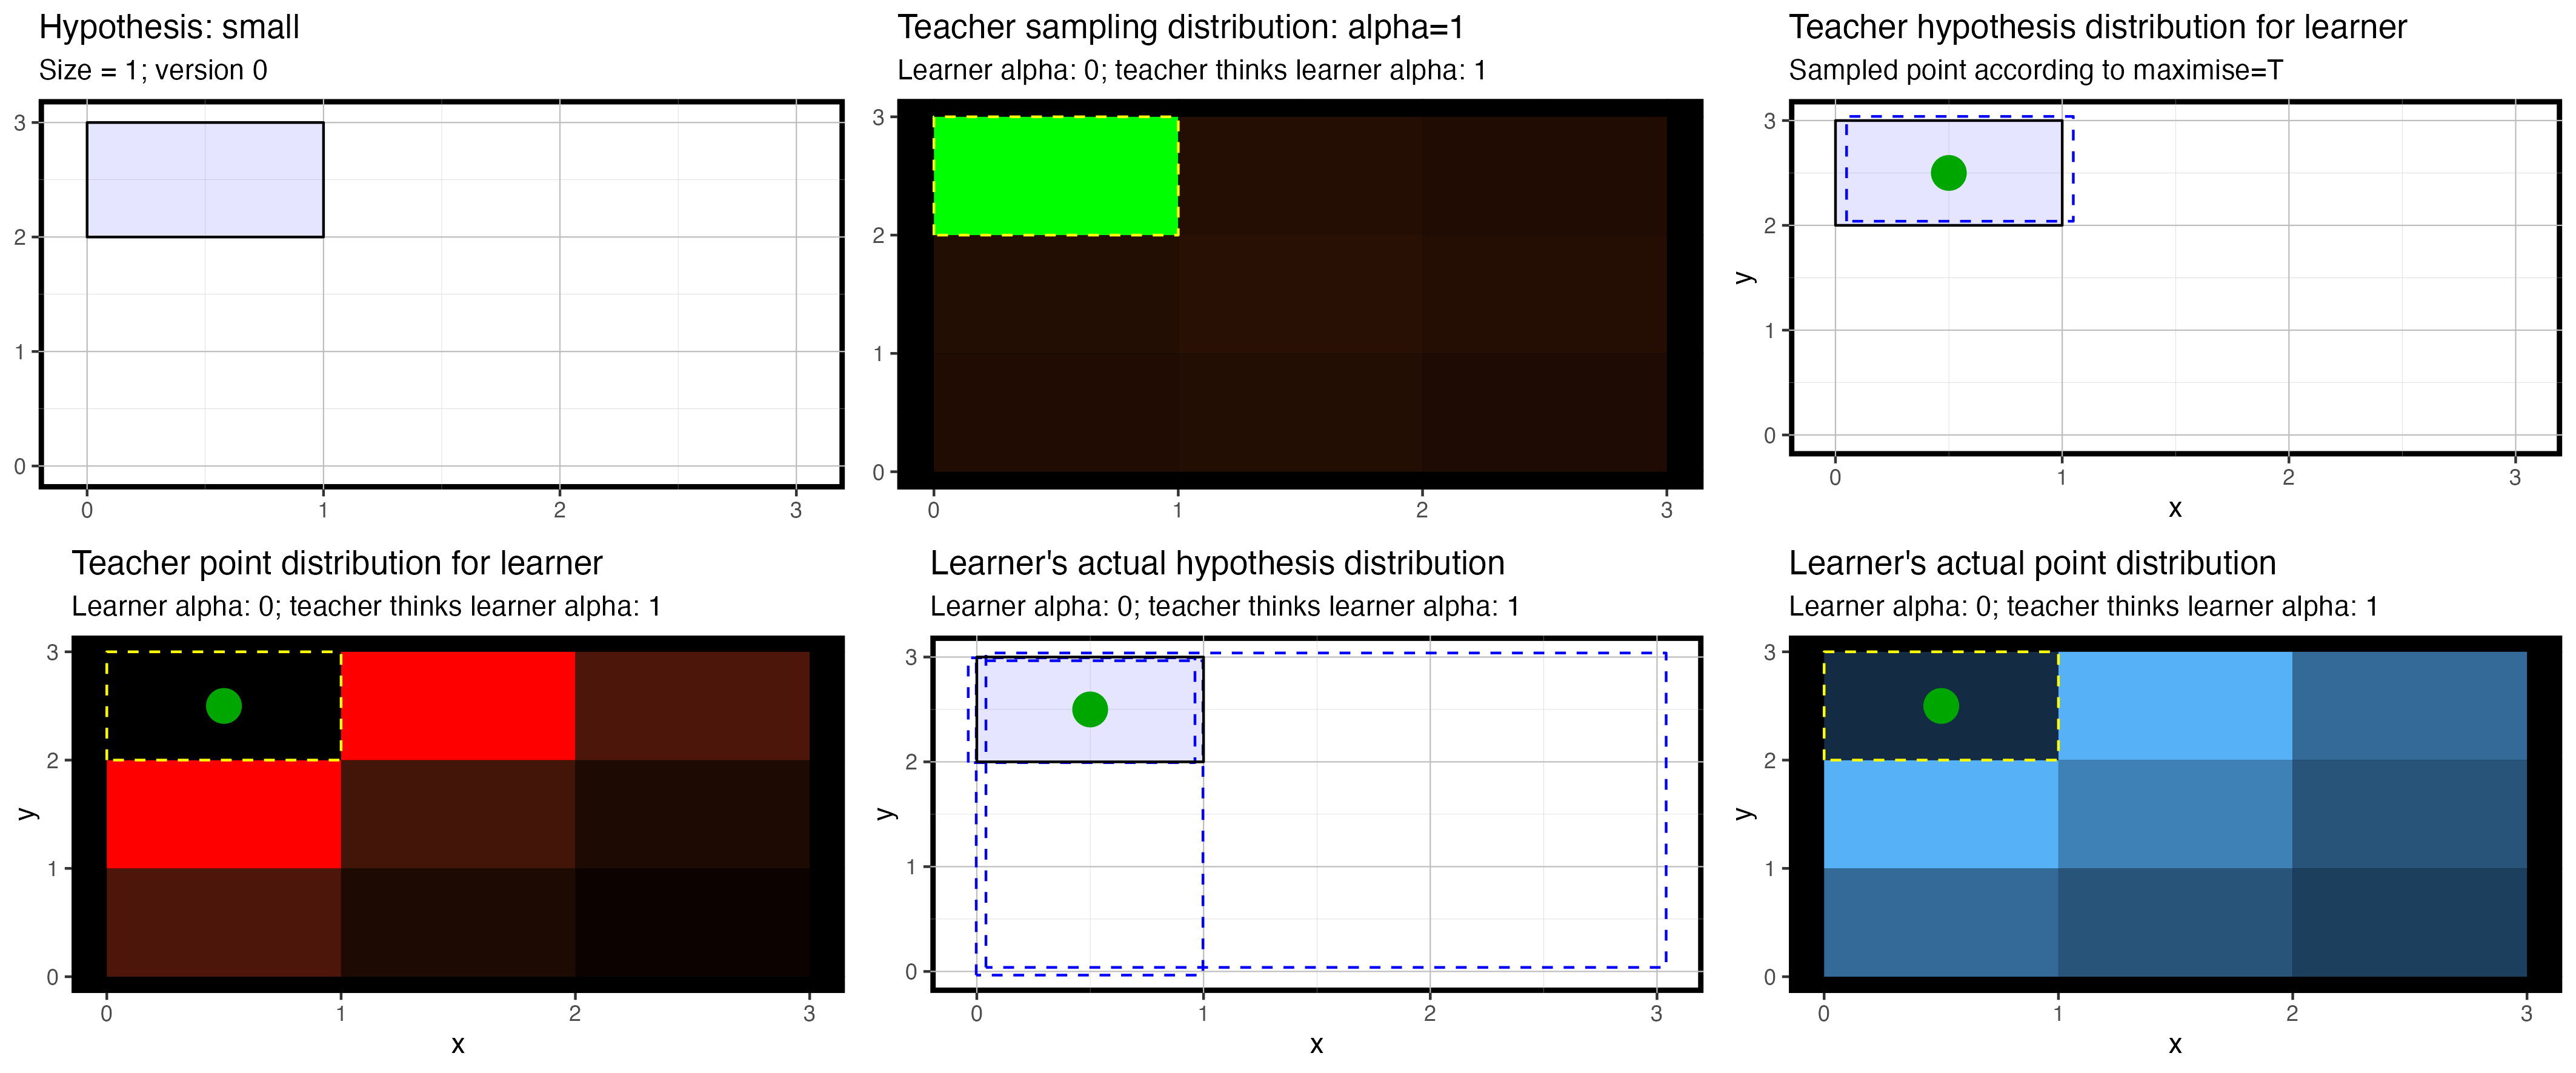 Hypothesis: small
Size = 1; version 0
3
2
1
0
0 1 2 3
Teacher sampling distribution: alpha=1
Learner alpha: 0; teacher thinks learner alpha: 1
3
2
1
0
0 1 2 3
Teacher hypothesis distribution for learner
Sampled point according to maximise=T
y
3
2
1
0
0 1 2 3
x
Teacher point distribution for learner
Learner alpha: 0; teacher thinks learner alpha: 1
y
3
2
1
0
0 1 2 3
x
Learner's actual hypothesis distribution
Learner alpha: 0; teacher thinks learner alpha: 1
y
3
2
1
0
0 1 2 3
x
Learner's actual point distribution
Learner alpha: 0; teacher thinks learner alpha: 1
y
3
2
1
0
0 1 2 3
x